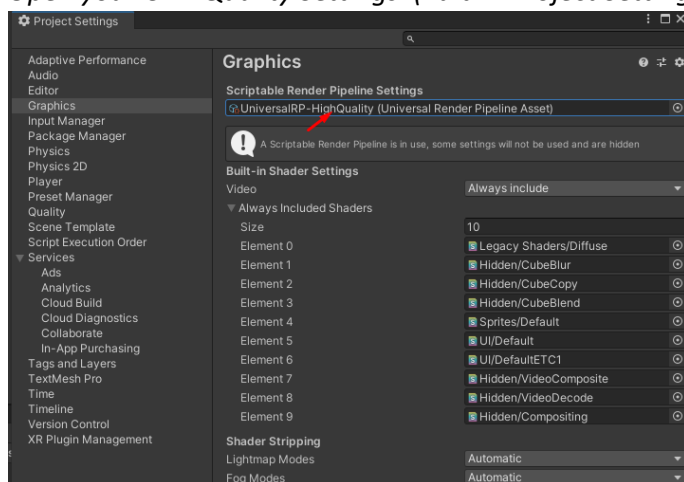 Project Settings
Adaptive Performance
Audio
Editor
Graphics
Input Manager
Package Manager
Physics
Physics 2D
Player
Preset Manager
Quality
Scene Template
Script Execution Order
Services
Ads
Analytics
Cloud Build
Cloud Diagnostics
Collaborate
In-App Purchasing
Tags and Layers
TextMesh Pro
Time
Timeline
Version Control
XR Plugin Management
Graphics
Scriptable Render Pipeline Settings
UniversalRP-HighQuality (Universal Render Pipeline Asset)
A Scriptable Render Pipeline is in use, some settings will not be used and are hidden
Built-in Shader Settings
Video Always include
Always Included Shaders
Size 10
Element 0 Legacy Shaders/Diffuse
Element 1 Hidden/CubeBlur
Element 2 Hidden/CubeCopy
Element 3 Hidden/CubeBlend
Element 4 Sprites/Default
Element 5 UI/Default
Element 6 UI/DefaultETC1
Element 7 Hidden/VideoComposite
Element 8 Hidden/VideoDecode
Element 9 Hidden/Compositing
Shader Stripping
Lightmap Modes Automatic
Fog Modes Automatic